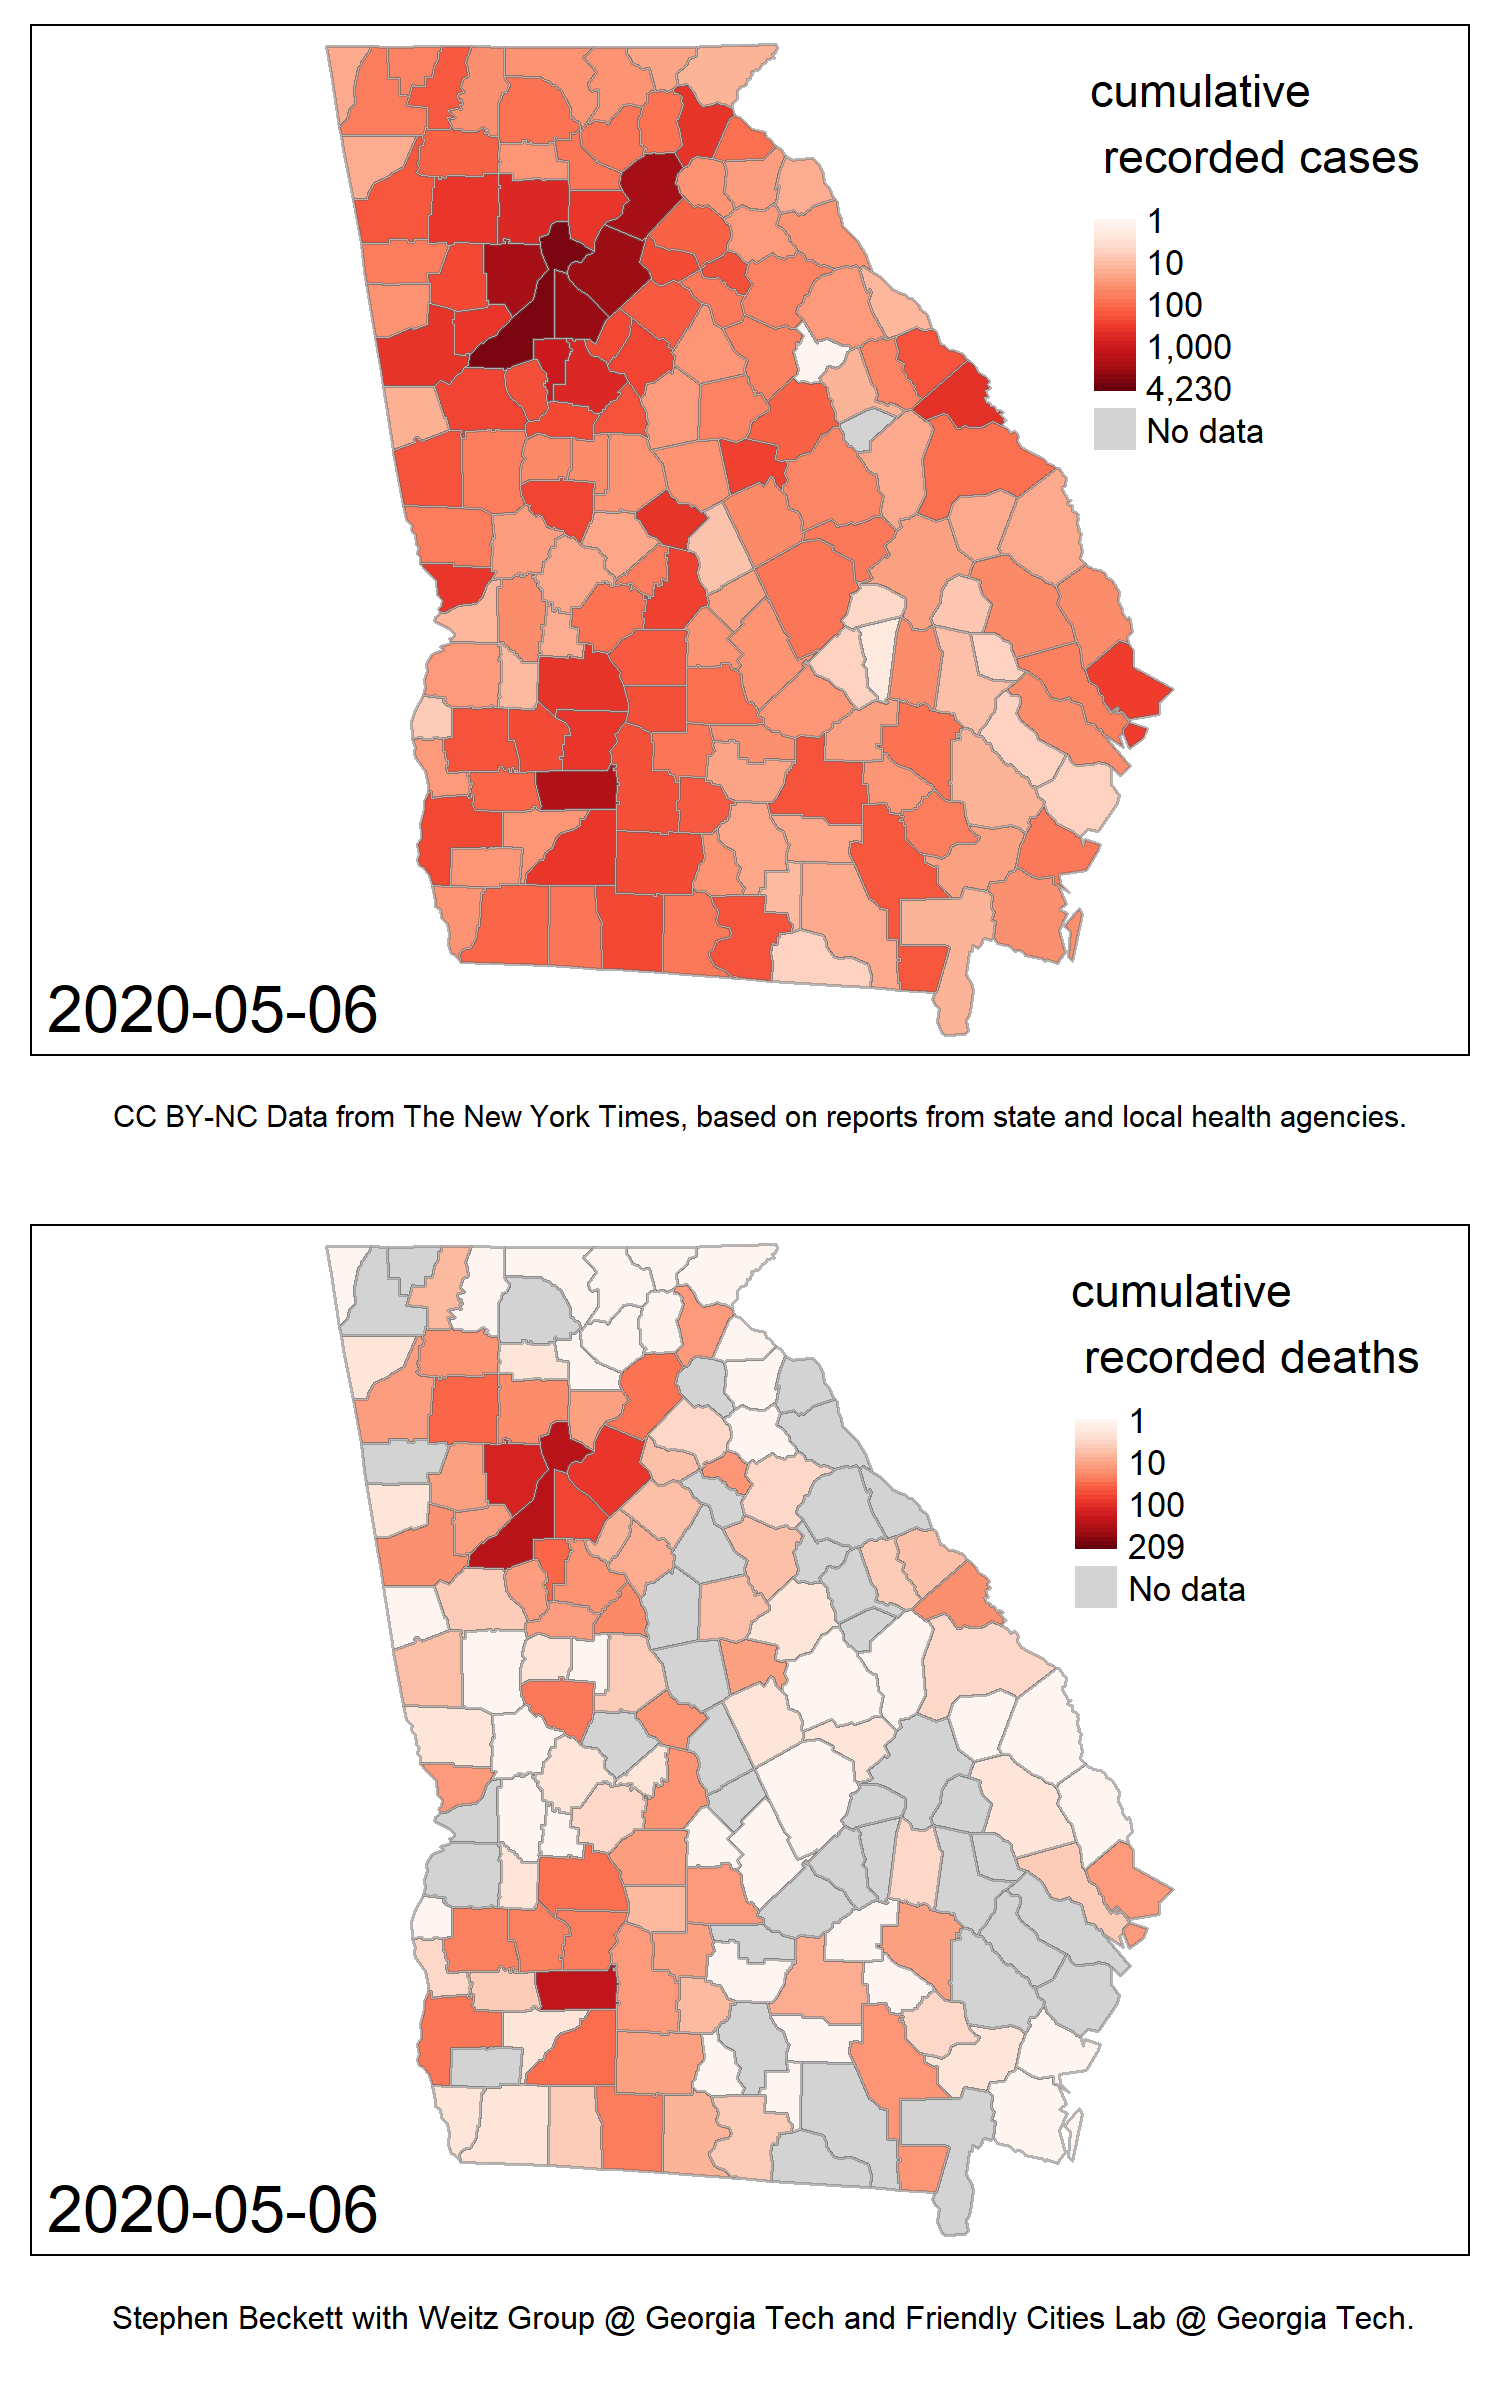 cumulative
recorded cases
1
10
100
1,000
4,230
No data
2020-05-06
CC BY-NC Data from The New York Times, based on reports from state and local health agencies.
cumulative
recorded deaths
1
10
100
209
No data
2020-05-06
Stephen Beckett with Weitz Group @ Georgia Tech and Friendly Cities Lab @ Georgia Tech.